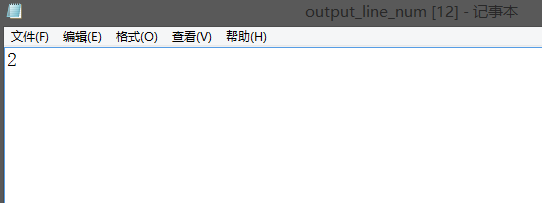 output_line_num [12] - 记事本
文件(F) 编辑(E) 格式(O) 查看(V) 帮助(H)
2